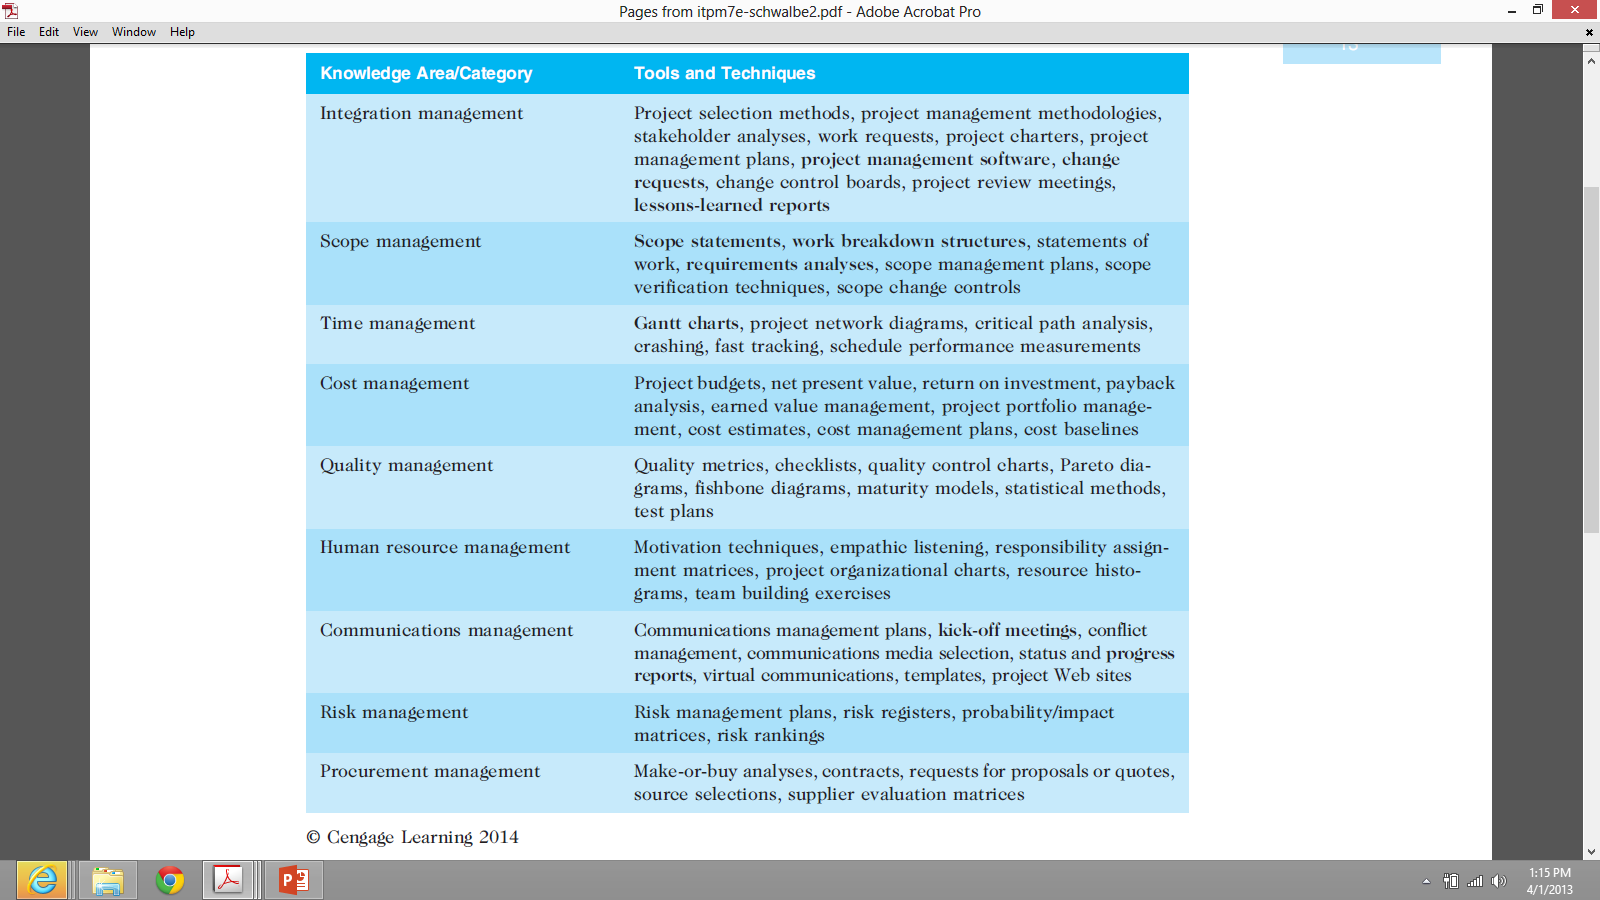 Pages from itpm7e-schwalbe2.pdf - Adobe Acrobat Pro
File Edit View Window Help
Knowledge Area/Category Tools and Techniques
Integration management Project selection methods, project management methodologies,
stakeholder analyses, work requests, project charters, project
management plans, project management software, change
requests, change control boards, project review meetings,
lessons-learned reports
Scope management Scope statements, work breakdown structures, statements of
work, requirements analyses, scope management plans, scope
verification techniques, scope change controls
Time management Gantt charts, project network diagrams, critical path analysis,
crashing, fast tracking, schedule performance measurements
Cost management Project budgets, net present value, return on investment, payback
analysis, earned value management, project portfolio manage-
ment, cost estimates, cost management plans, cost baselines
Quality management Quality metrics, checklists, quality control charts, Pareto dia-
grams, fishbone diagrams, maturity models, statistical methods,
test plans
Human resource management Motivation techniques, empathic listening, responsibility assign-
ment matrices, project organizational charts, resource histo-
grams, team building exercises
Communications management Communications management plans, kick-off meetings, conflict
management, communications media selection, status and progress
reports, virtual communications, templates, project Web sites
Risk management Risk management plans, risk registers, probability/impact
matrices, risk rankings
Procurement management Make-or-buy analyses, contracts, requests for proposals or quotes,
source selections, supplier evaluation matrices
© Cengage Learning 2014
1:15 PM
4/1/2013